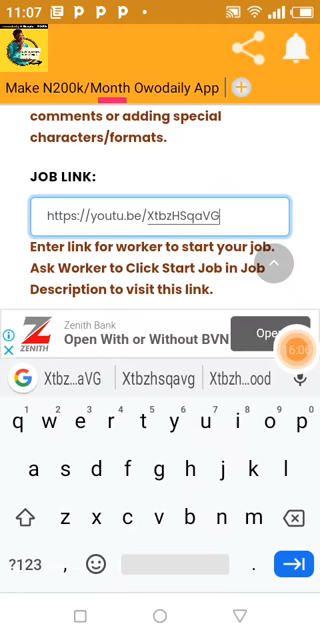 11:07
Make N200k/Month Owodaily App
comments or adding special
characters/formats.
JOB LINK:
https://youtu.be/XtbzHSqaVG
Enter link for worker to start your job.
Ask Worker to Click Start Job in Job
Description to visit this link.
Zenith Bank
Open With or Without BVN
ZENITH
16:06
Xtbz...aVG Xtbzhsqavg Xtbzh...ood
1 2 3 4 5 6 7 8 9 0
q w e r t y u i o p
a s d f g h j k l
z x c v b n m
?123 , .